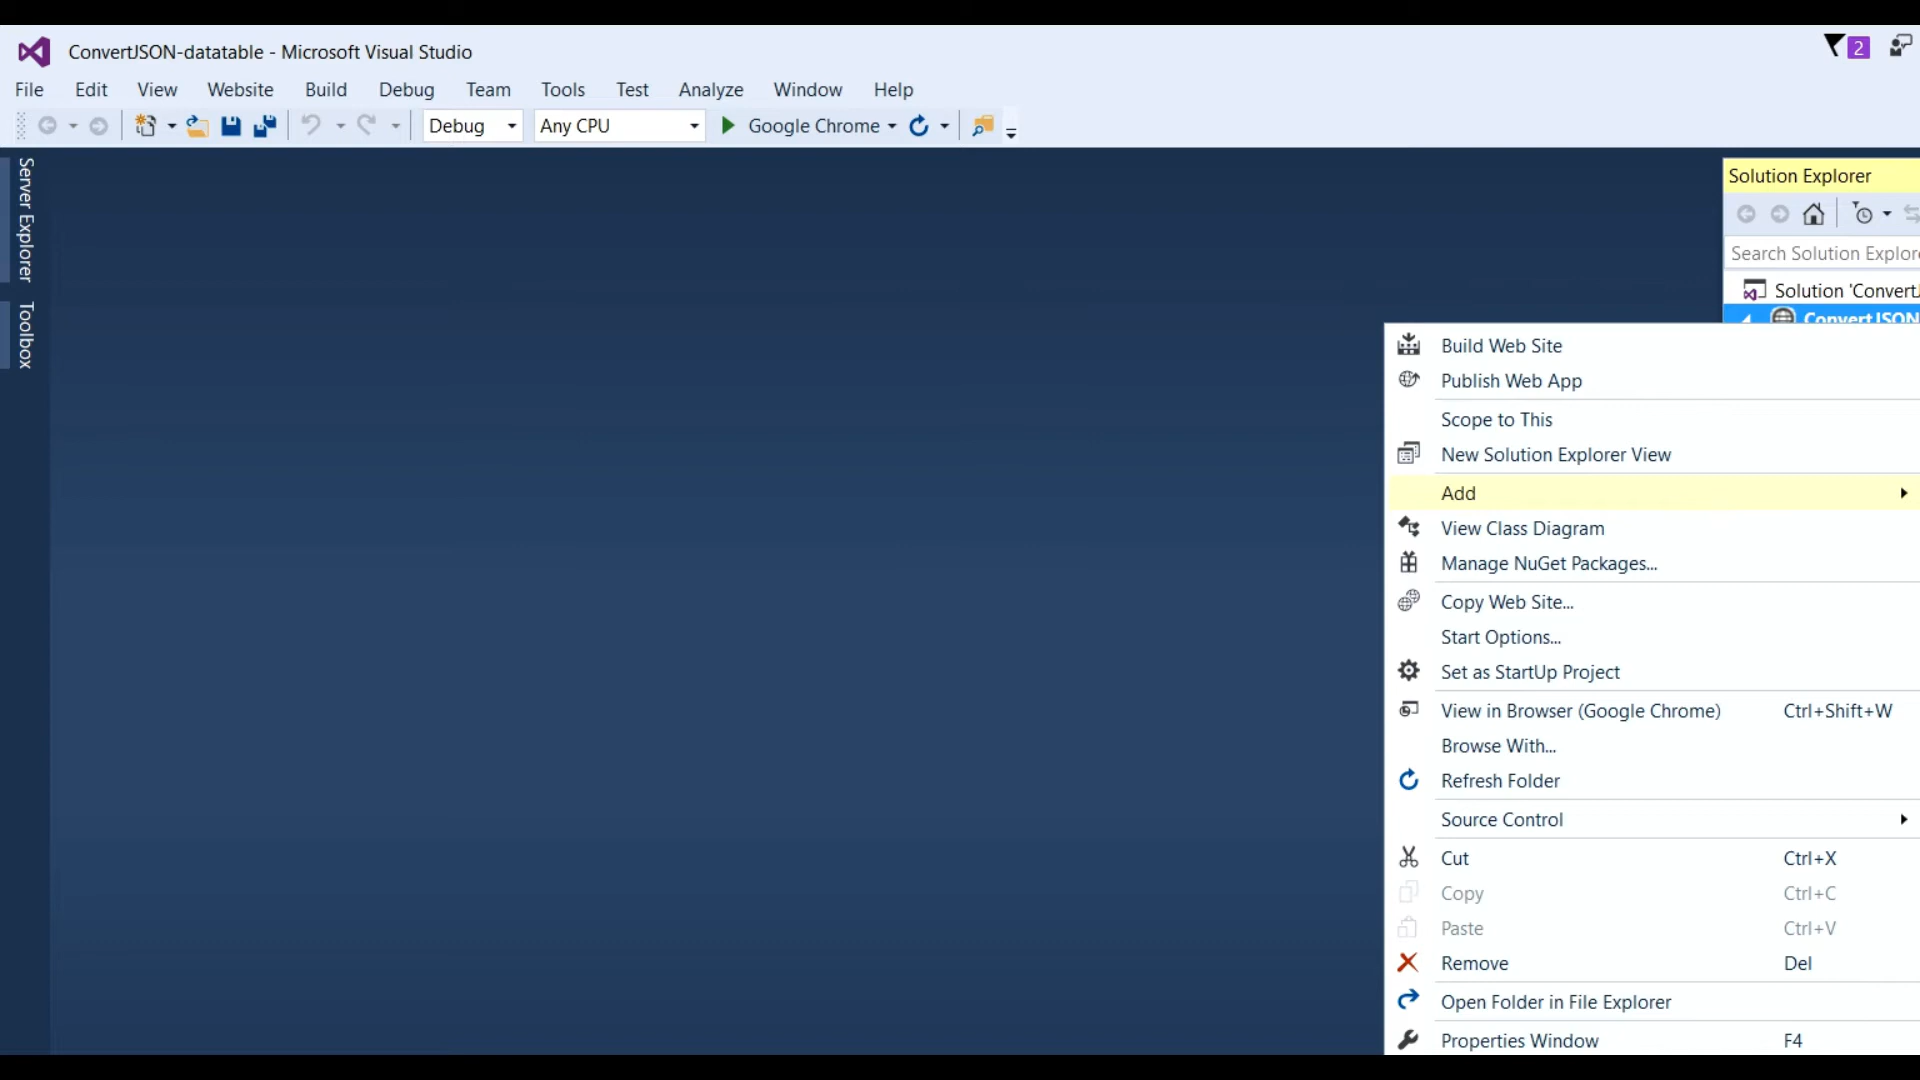 ConvertJSON-datatable - Microsoft Visual Studio
2
File Edit View Website Build Debug Team Tools Test Analyze Window Help
Debug Any CPU Google Chrome
Server Explorer
Toolbox
Solution Explorer
Search Solution Explore
Solution 'ConvertJ
ConvertJSON
Build Web Site
Publish Web App
Scope to This
New Solution Explorer View
Add
View Class Diagram
Manage NuGet Packages...
Copy Web Site...
Start Options...
Set as StartUp Project
View in Browser (Google Chrome) Ctrl+Shift+W
Browse With...
Refresh Folder
Source Control
Cut Ctrl+X
Copy Ctrl+C
Paste Ctrl+V
Remove Del
Open Folder in File Explorer
Properties Window F4